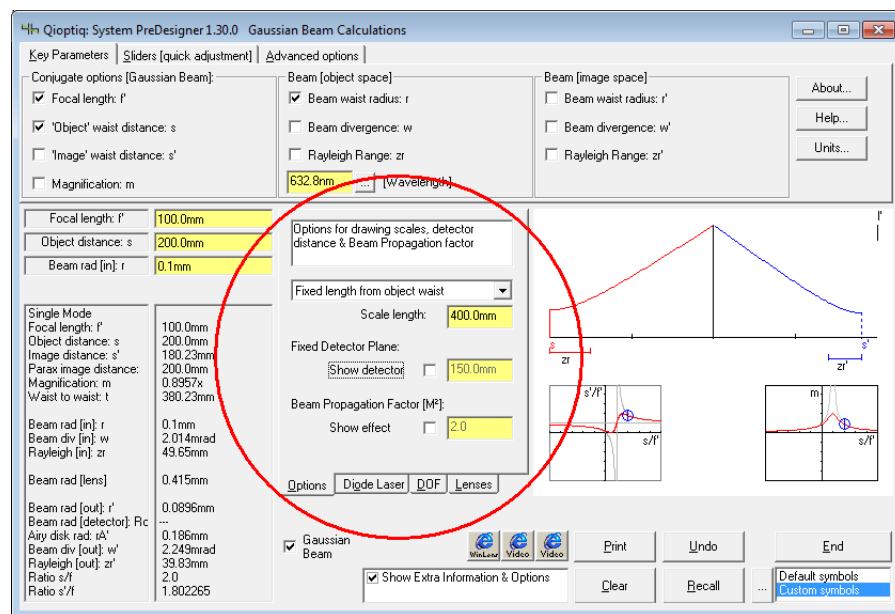 Qioptiq: System PreDesigner 1.30.0 Gaussian Beam Calculations
Key Parameters Sliders [quick adjustment] Advanced options
Conjugate options [Gaussian Beam]:
Focal length: f'
'Object' waist distance: s
'Image' waist distance: s'
Magnification: m
Beam [object space]
Beam waist radius: r
Beam divergence: w
Rayleigh Range: zr
632.8nm ... [Wavelength]
Beam [image space]
Beam waist radius: r'
Beam divergence: w'
Rayleigh Range: zr'
About...
Help...
Units...
Focal length: f' 100.0mm
Object distance: s 200.0mm
Beam rad [in]: r 0.1mm
Single Mode
Focal length: f' 100.0mm
Object distance: s 200.0mm
Image distance: s' 180.23mm
Parax image distance: 200.0mm
Magnification: m 0.8957x
Waist to waist: t 380.23mm
Beam rad [in]: r 0.1mm
Beam div [in]: w 2.014mrad
Rayleigh [in]: zr 49.65mm
Beam rad [lens] 0.415mm
Beam rad [out]: r' 0.0896mm
Beam rad [detector]: Rc ---
Airy disk rad: rA' 0.186mm
Beam div [out]: w' 2.249mrad
Rayleigh [out]: zr' 39.83mm
Ratio s/f 2.0
Ratio s'/f 1.802265
Options for drawing scales, detector
distance & Beam Propagation factor
Fixed length from object waist
Scale length: 400.0mm
Fixed Detector Plane:
Show detector 150.0mm
Beam Propagation Factor [M²]:
Show effect 2.0
Options Diode Laser DOF Lenses
l'
s s'
zr zr'
s'/f'
s/f'
m
s/f'
Gaussian
Beam
WinLens Video Video
Print Undo End
Show Extra Information & Options
Clear Recall ...
Default symbols
Custom symbols